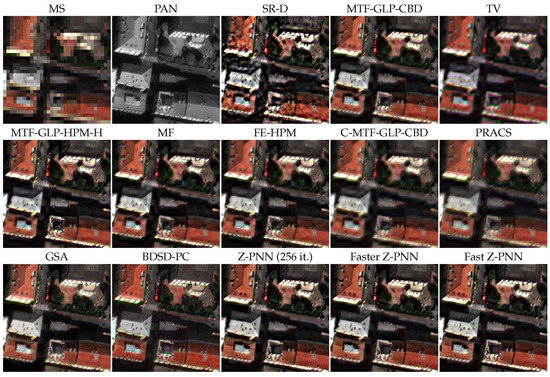 MS PAN SR-D MTF-GLP-CBD TV
MTF-GLP-HPM-H MF FE-HPM C-MTF-GLP-CBD PRACS
GSA BDSD-PC Z-PNN (256 it.) Faster Z-PNN Fast Z-PNN